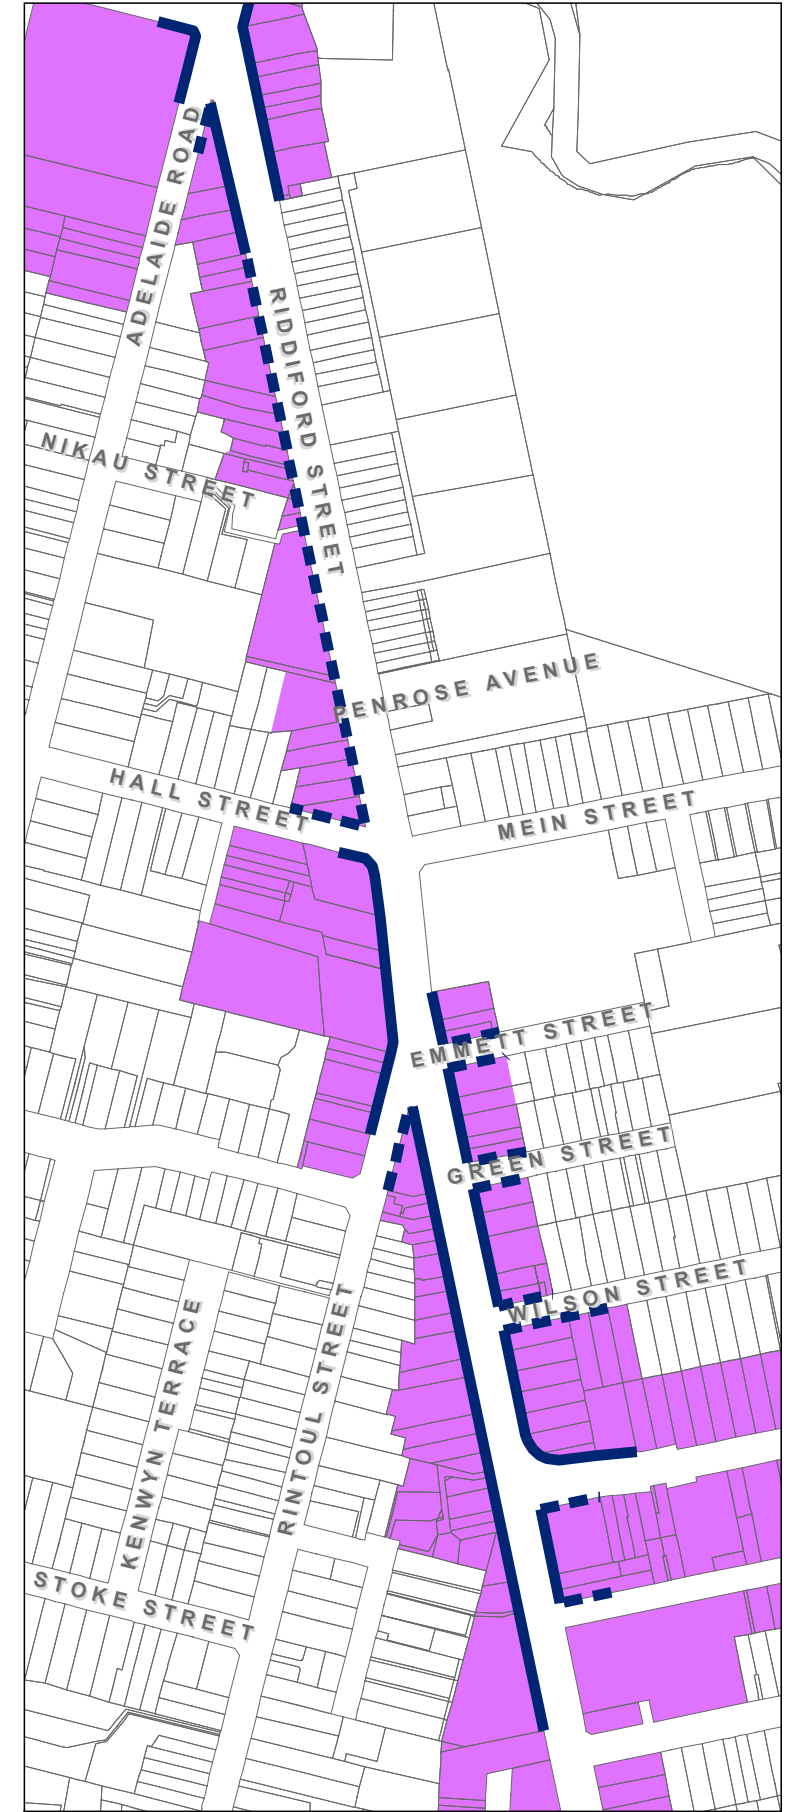 ADELAIDE ROAD
RIDDIFORD STREET
NIKAU STREET
PENROSE AVENUE
HALL STREET
MEIN STREET
EMMETT STREET
GREEN STREET
WILSON STREET
KENWYN TERRACE
RINTOUL STREET
STOKE STREET